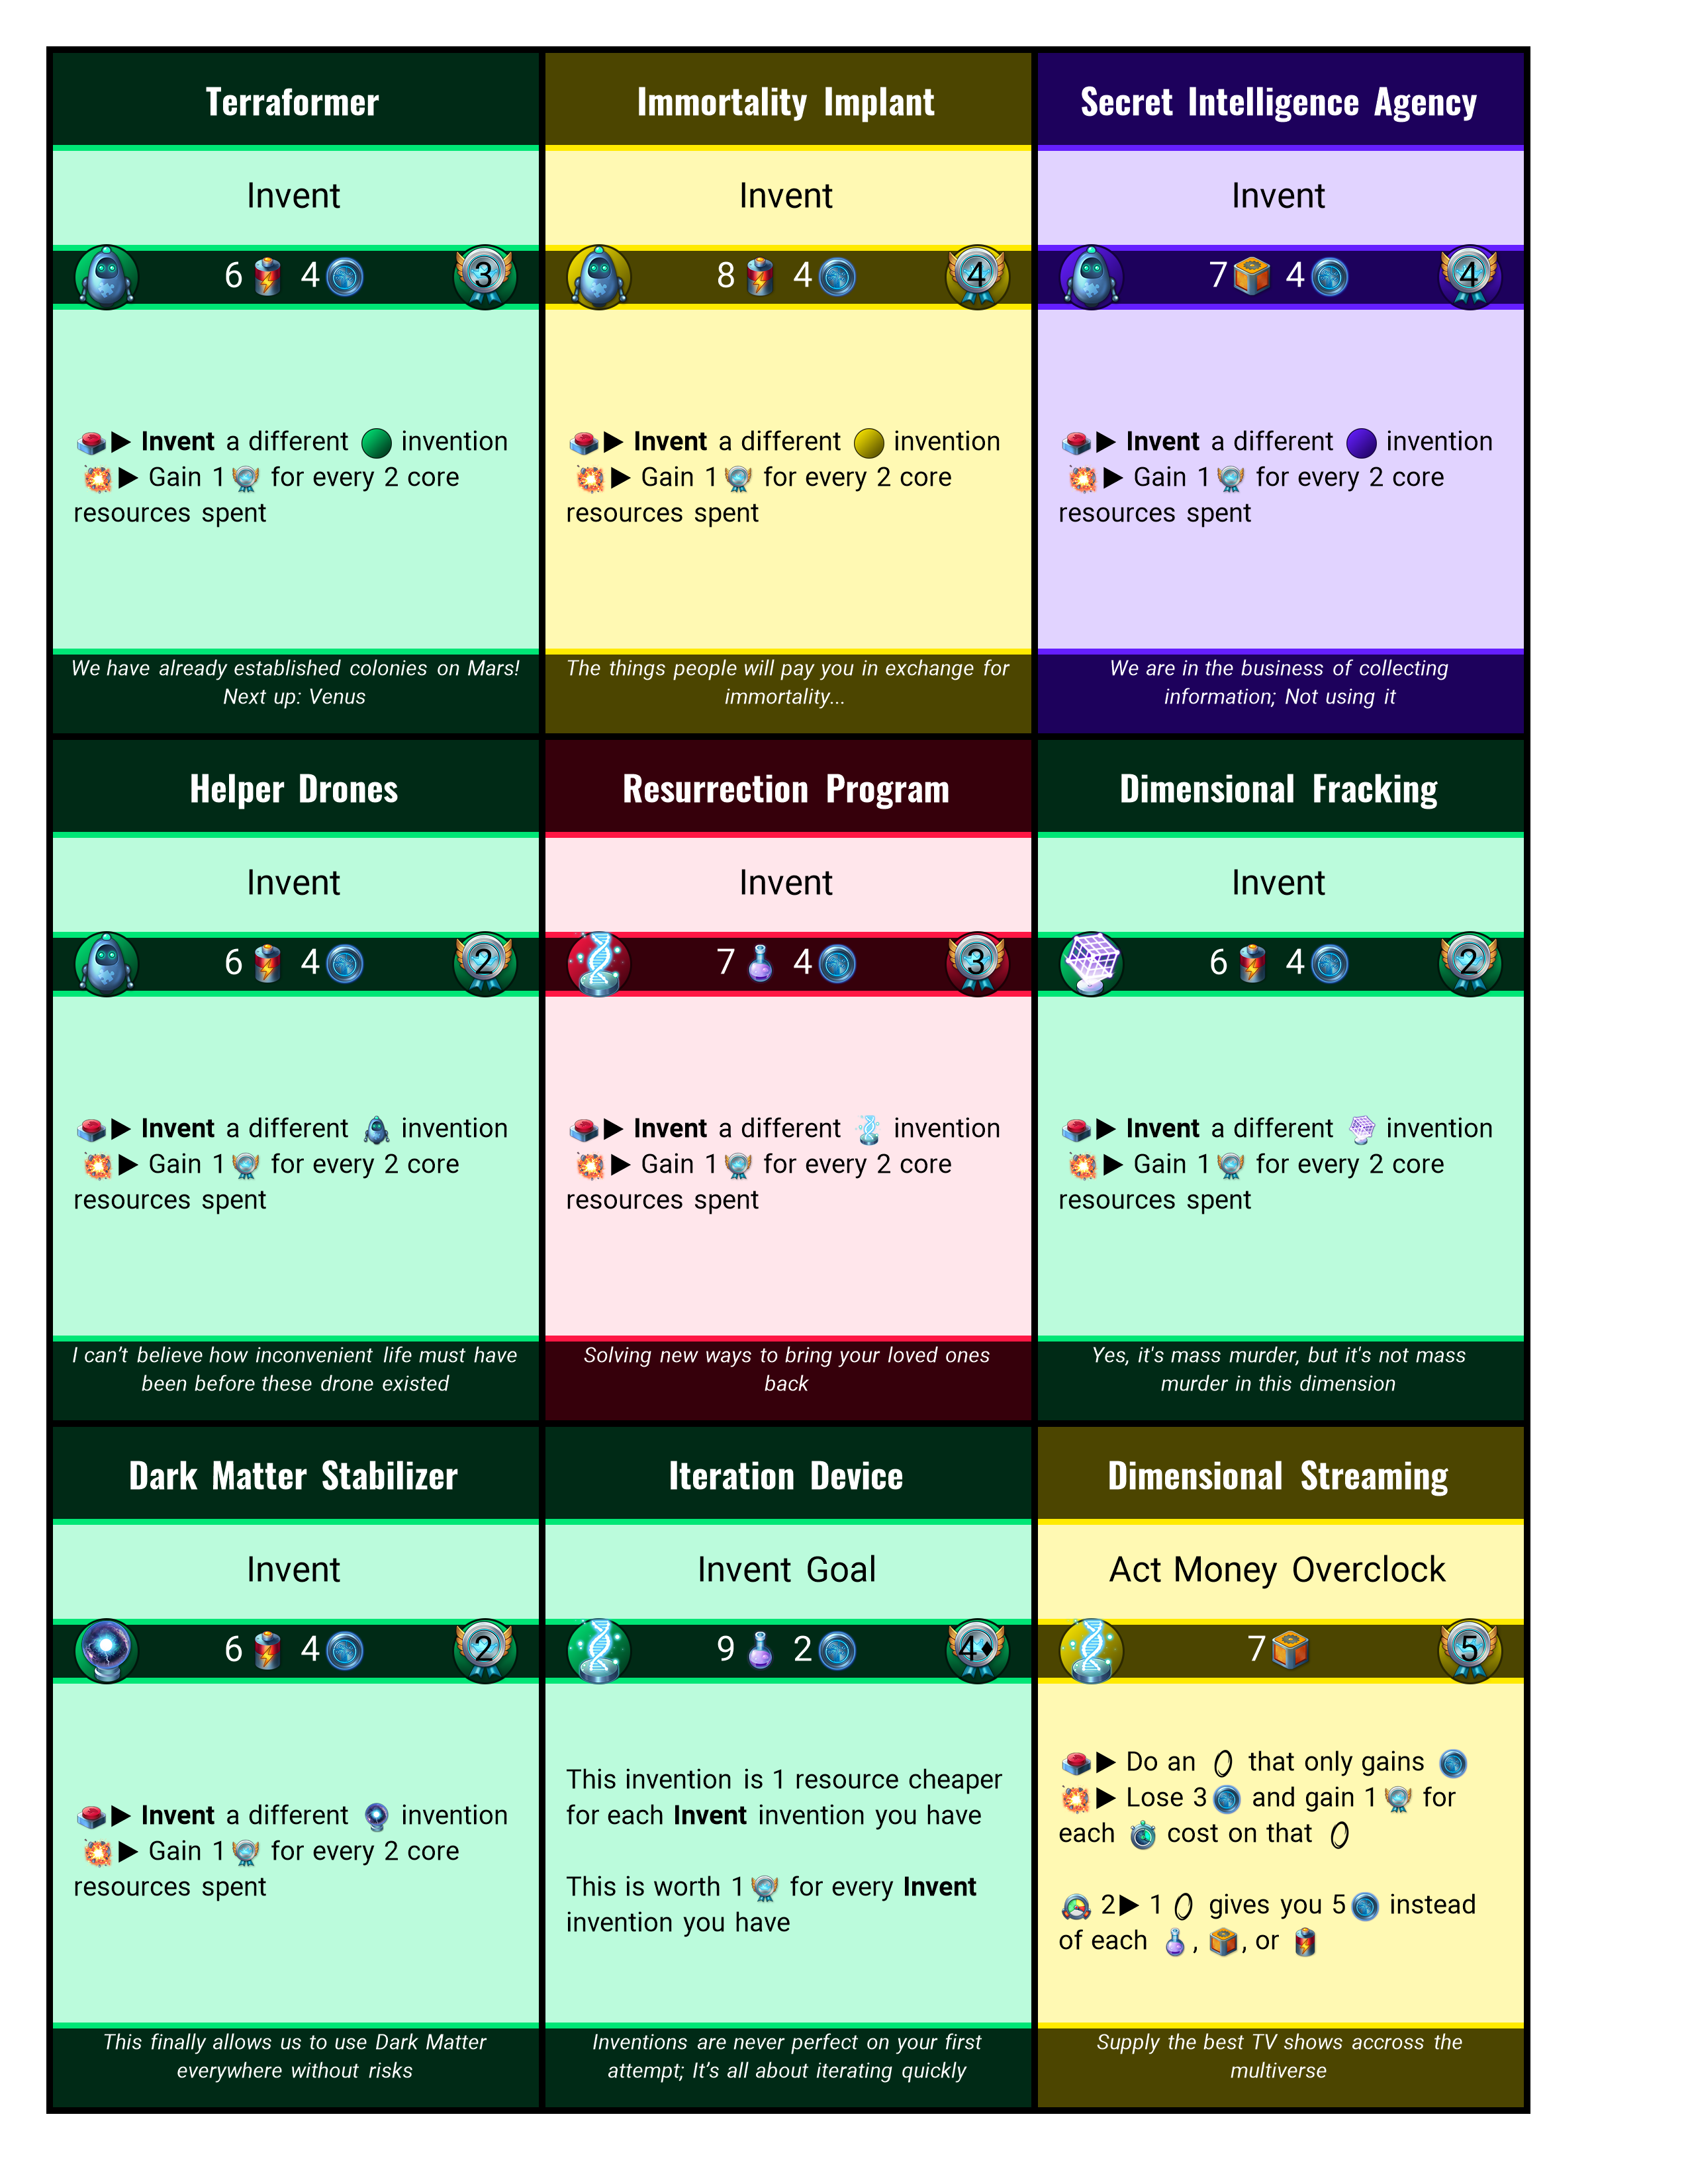 Terraformer
Invent
6 4 3
▶ Invent a different invention
▶ Gain 1 for every 2 core
resources spent
We have already established colonies on Mars!
Next up: Venus
Immortality Implant
Invent
8 4 4
▶ Invent a different invention
▶ Gain 1 for every 2 core
resources spent
The things people will pay you in exchange for
immortality...
Secret Intelligence Agency
Invent
7 4 4
▶ Invent a different invention
▶ Gain 1 for every 2 core
resources spent
We are in the business of collecting
information; Not using it
Helper Drones
Invent
6 4 2
▶ Invent a different invention
▶ Gain 1 for every 2 core
resources spent
I can't believe how inconvenient life must have
been before these drone existed
Resurrection Program
Invent
7 4 3
▶ Invent a different invention
▶ Gain 1 for every 2 core
resources spent
Solving new ways to bring your loved ones
back
Dimensional Fracking
Invent
6 4 2
▶ Invent a different invention
▶ Gain 1 for every 2 core
resources spent
Yes, it's mass murder, but it's not mass
murder in this dimension
Dark Matter Stabilizer
Invent
6 4 2
▶ Invent a different invention
▶ Gain 1 for every 2 core
resources spent
This finally allows us to use Dark Matter
everywhere without risks
Iteration Device
Invent Goal
9 2 4♦
This invention is 1 resource cheaper
for each Invent invention you have
This is worth 1 for every Invent
invention you have
Inventions are never perfect on your first
attempt; It's all about iterating quickly
Dimensional Streaming
Act Money Overclock
7 5
▶ Do an that only gains
▶ Lose 3 and gain 1 for
each cost on that
2▶ 1 gives you 5 instead
of each , , or
Supply the best TV shows accross the
multiverse